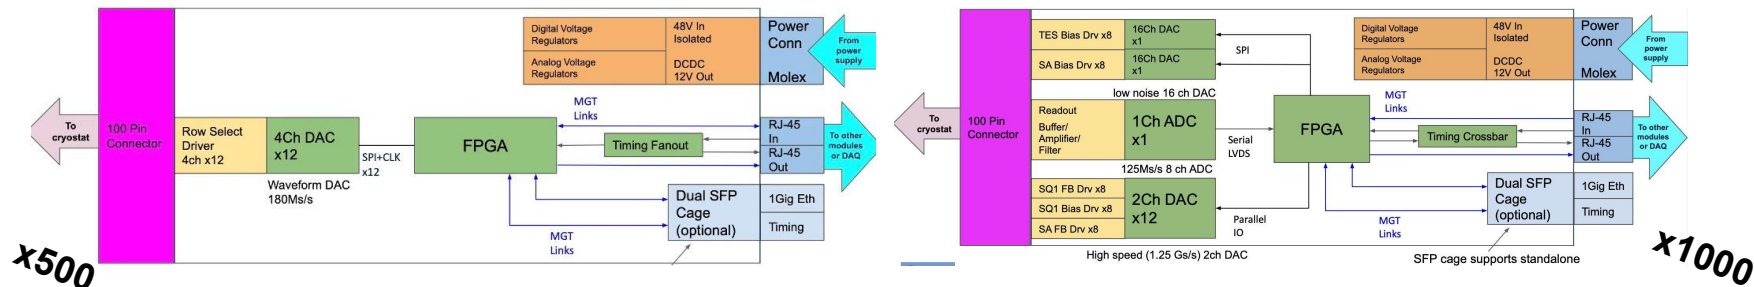 Digital Voltage
Regulators
48V In
Isolated
Analog Voltage
Regulators
DCDC
12V Out
Power
Conn
Molex
From
power
supply
To
cryostat
100 Pin
Connector
Row Select
Driver
4ch x12
4Ch DAC
x12
SPI+CLK
x12
Waveform DAC
180Ms/s
FPGA
MGT
Links
Timing Fanout
RJ-45
In
RJ-45
Out
To other
modules
or DAQ
Dual SFP
Cage
(optional)
1Gig Eth
Timing
MGT
Links
x500
TES Bias Drv x8
16Ch DAC
x1
SA Bias Drv x8
16Ch DAC
x1
SPI
low noise 16 ch DAC
Digital Voltage
Regulators
48V In
Isolated
Analog Voltage
Regulators
DCDC
12V Out
Power
Conn
Molex
From
power
supply
To
cryostat
100 Pin
Connector
Readout
Buffer/
Amplifier/
Filter
1Ch ADC
x1
Serial
LVDS
125Ms/s 8 ch ADC
FPGA
MGT
Links
Timing Crossbar
RJ-45
In
RJ-45
Out
To other
modules
or DAQ
SQ1 FB Drv x8
SQ1 Bias Drv x8
SA FB Drv x8
2Ch DAC
x12
Parallel
IO
High speed (1.25 Gs/s) 2ch DAC
MGT
Links
Dual SFP
Cage
(optional)
1Gig Eth
Timing
SFP cage supports standalone
x1000